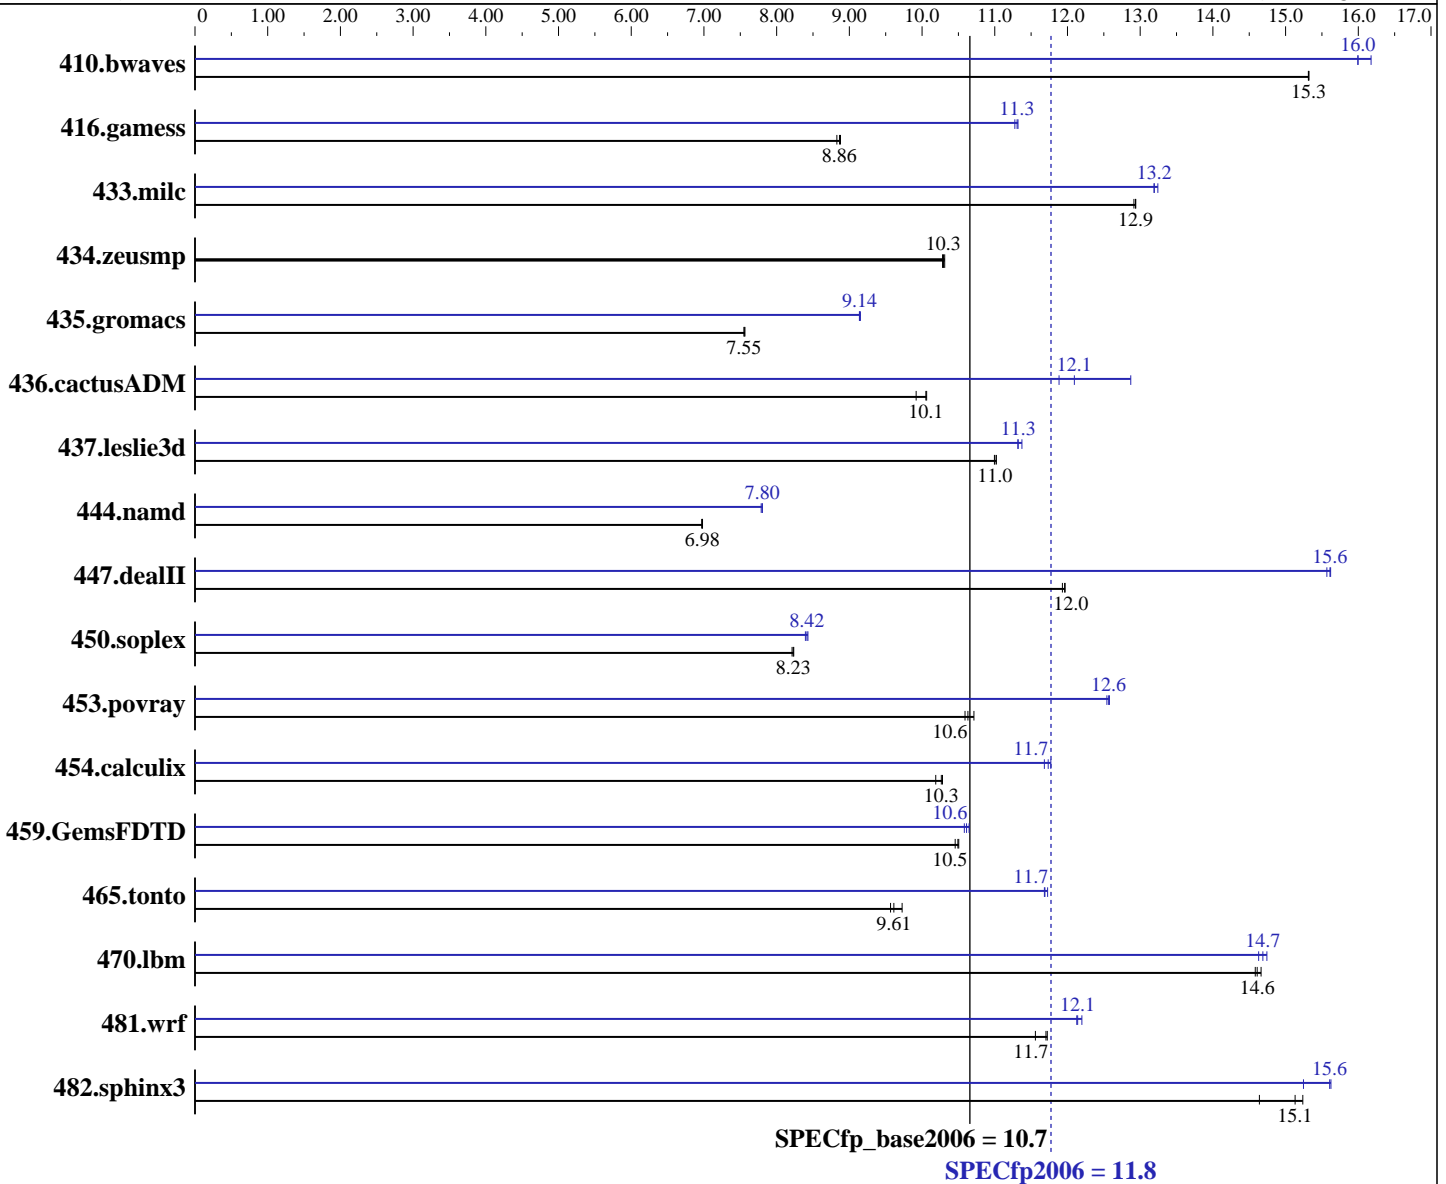 0 1.00 2.00 3.00 4.00 5.00 6.00 7.00 8.00 9.00 10.0 11.0 12.0 13.0 14.0 15.0 16.0 17.0
410.bwaves
16.0
15.3
416.gamess
11.3
8.86
433.milc
13.2
12.9
434.zeusmp
10.3
435.gromacs
9.14
7.55
436.cactusADM
12.1
10.1
437.leslie3d
11.3
11.0
444.namd
7.80
6.98
447.dealII
15.6
12.0
450.soplex
8.42
8.23
453.povray
12.6
10.6
454.calculix
11.7
10.3
459.GemsFDTD
10.6
10.5
465.tonto
11.7
9.61
470.lbm
14.7
14.6
481.wrf
12.1
11.7
482.sphinx3
15.6
15.1
SPECfp_base2006 = 10.7
SPECfp2006 = 11.8